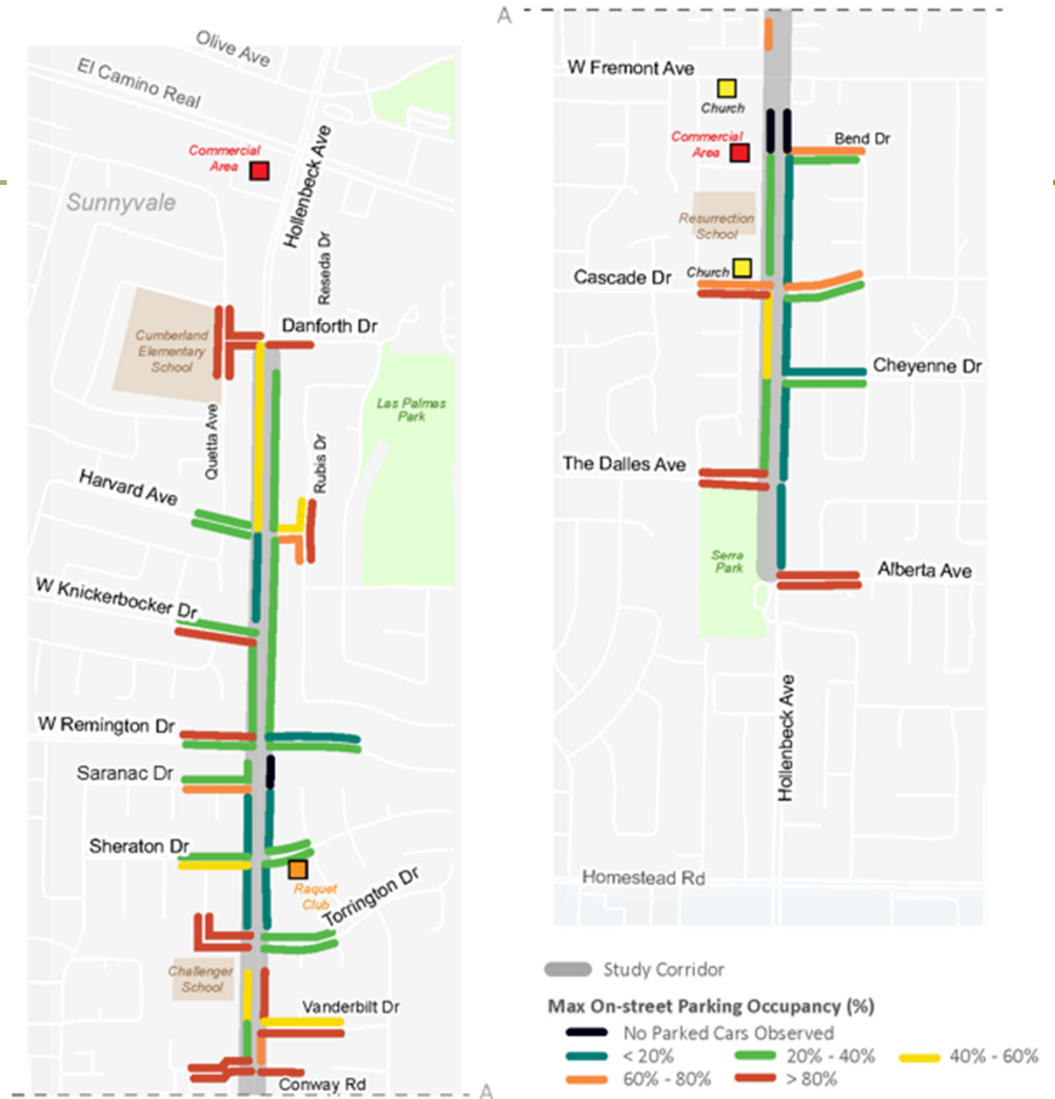 Olive Ave
El Camino Real
Commercial
Area
Hollenbeck Ave
Sunnyvale
Reseda Dr
Danforth Dr
Cumberland
Elementary
School
Las Palmas
Park
Quetta Ave
Rubis Dr
Harvard Ave
W Knickerbocker Dr
W Remington Dr
Saranac Dr
Sheraton Dr
Raquet
Club
Torrington Dr
Challenger
School
Vanderbilt Dr
Conway Rd
A
A
W Fremont Ave
Church
Commercial
Area
Bend Dr
Resurrection
School
Church
Cascade Dr
Cheyenne Dr
The Dalles Ave
Serra
Park
Alberta Ave
Hollenbeck Ave
Homestead Rd
Study Corridor
Max On-street Parking Occupancy (%)
No Parked Cars Observed
< 20% 20% - 40% 40% - 60%
60% - 80% > 80%